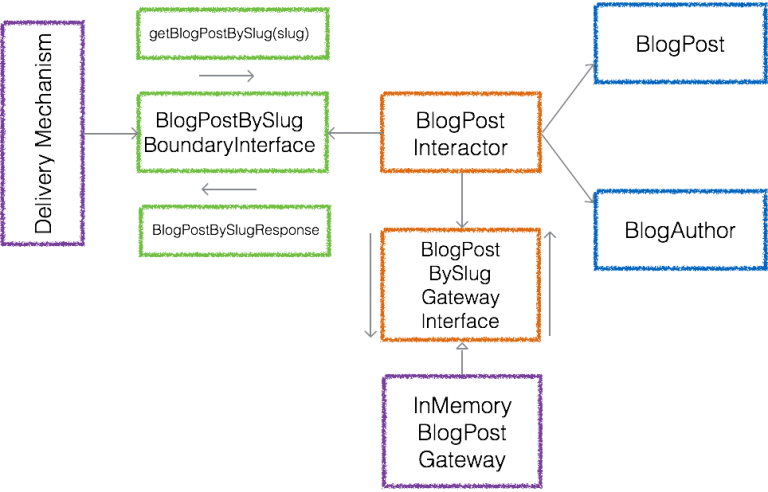 Delivery Mechanism
getBlogPostBySlug(slug)
BlogPostBySlug
BoundaryInterface
BlogPostBySlugResponse
BlogPost
Interactor
BlogPost
BySlug
Gateway
Interface
InMemory
BlogPost
Gateway
BlogPost
BlogAuthor